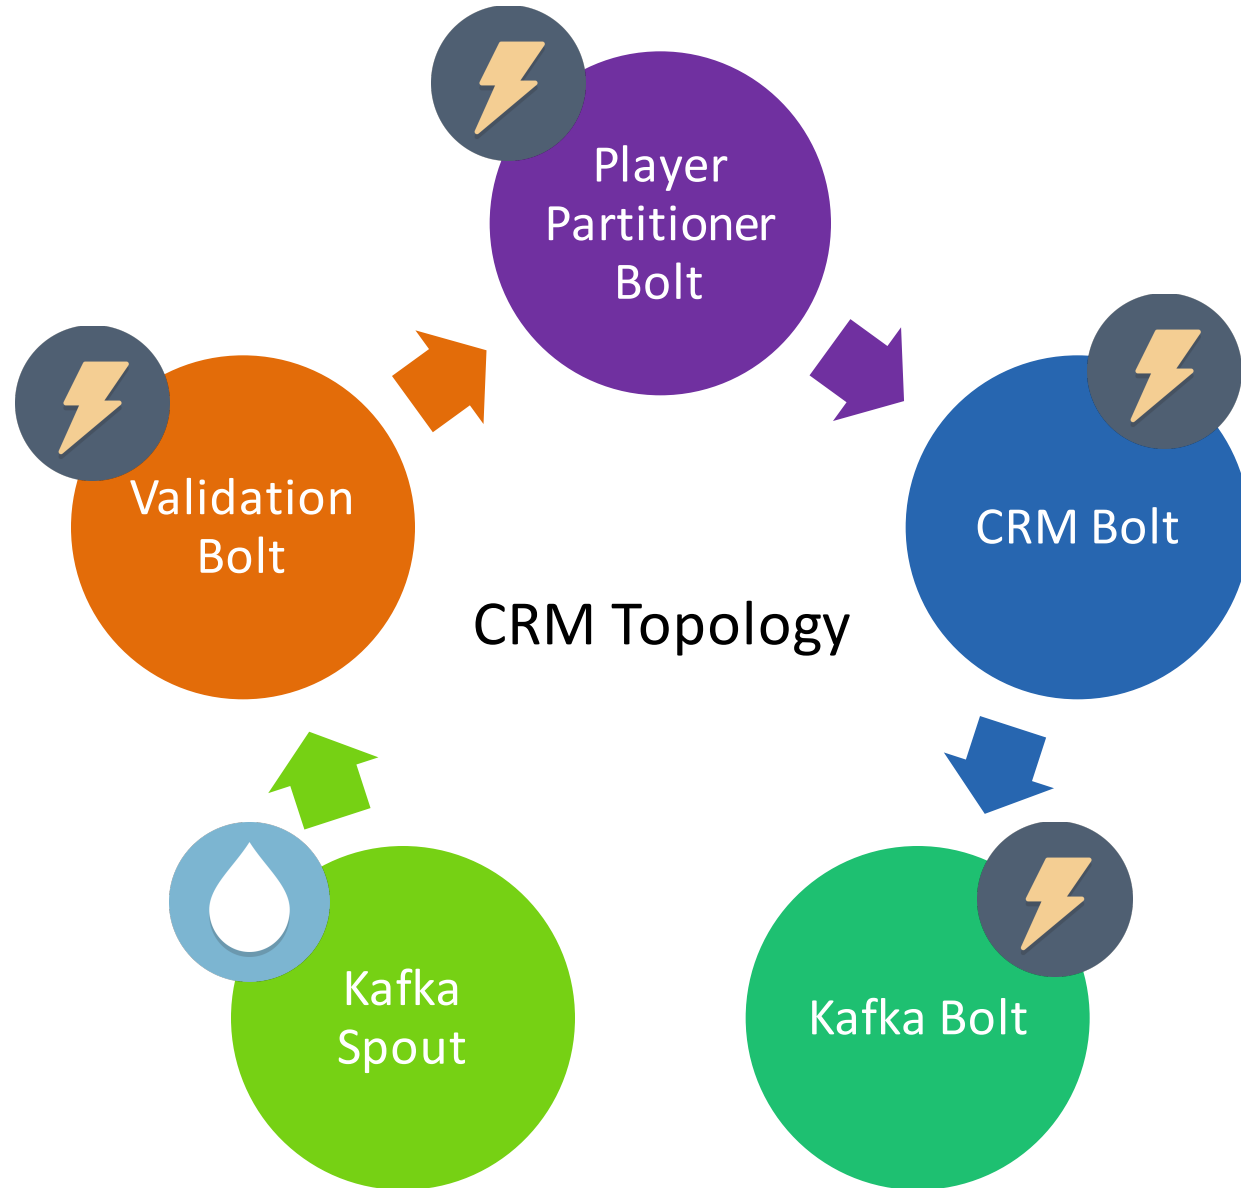 Player
Partitioner
Bolt
Validation
Bolt
CRM Bolt
CRM Topology
Kafka
Spout
Kafka Bolt